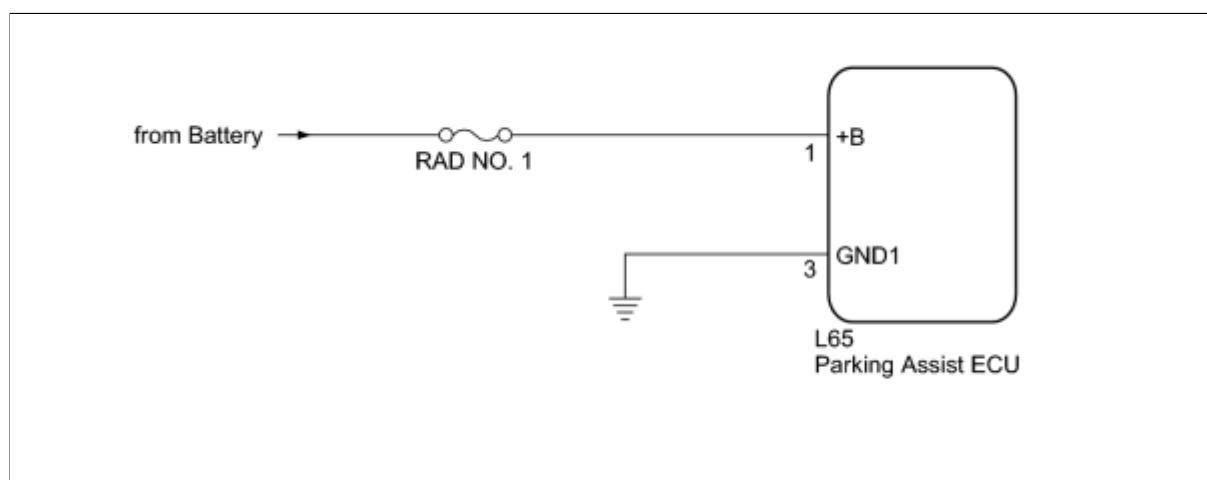 from Battery
RAD NO. 1
1
+B
3
GND1
L65
Parking Assist ECU